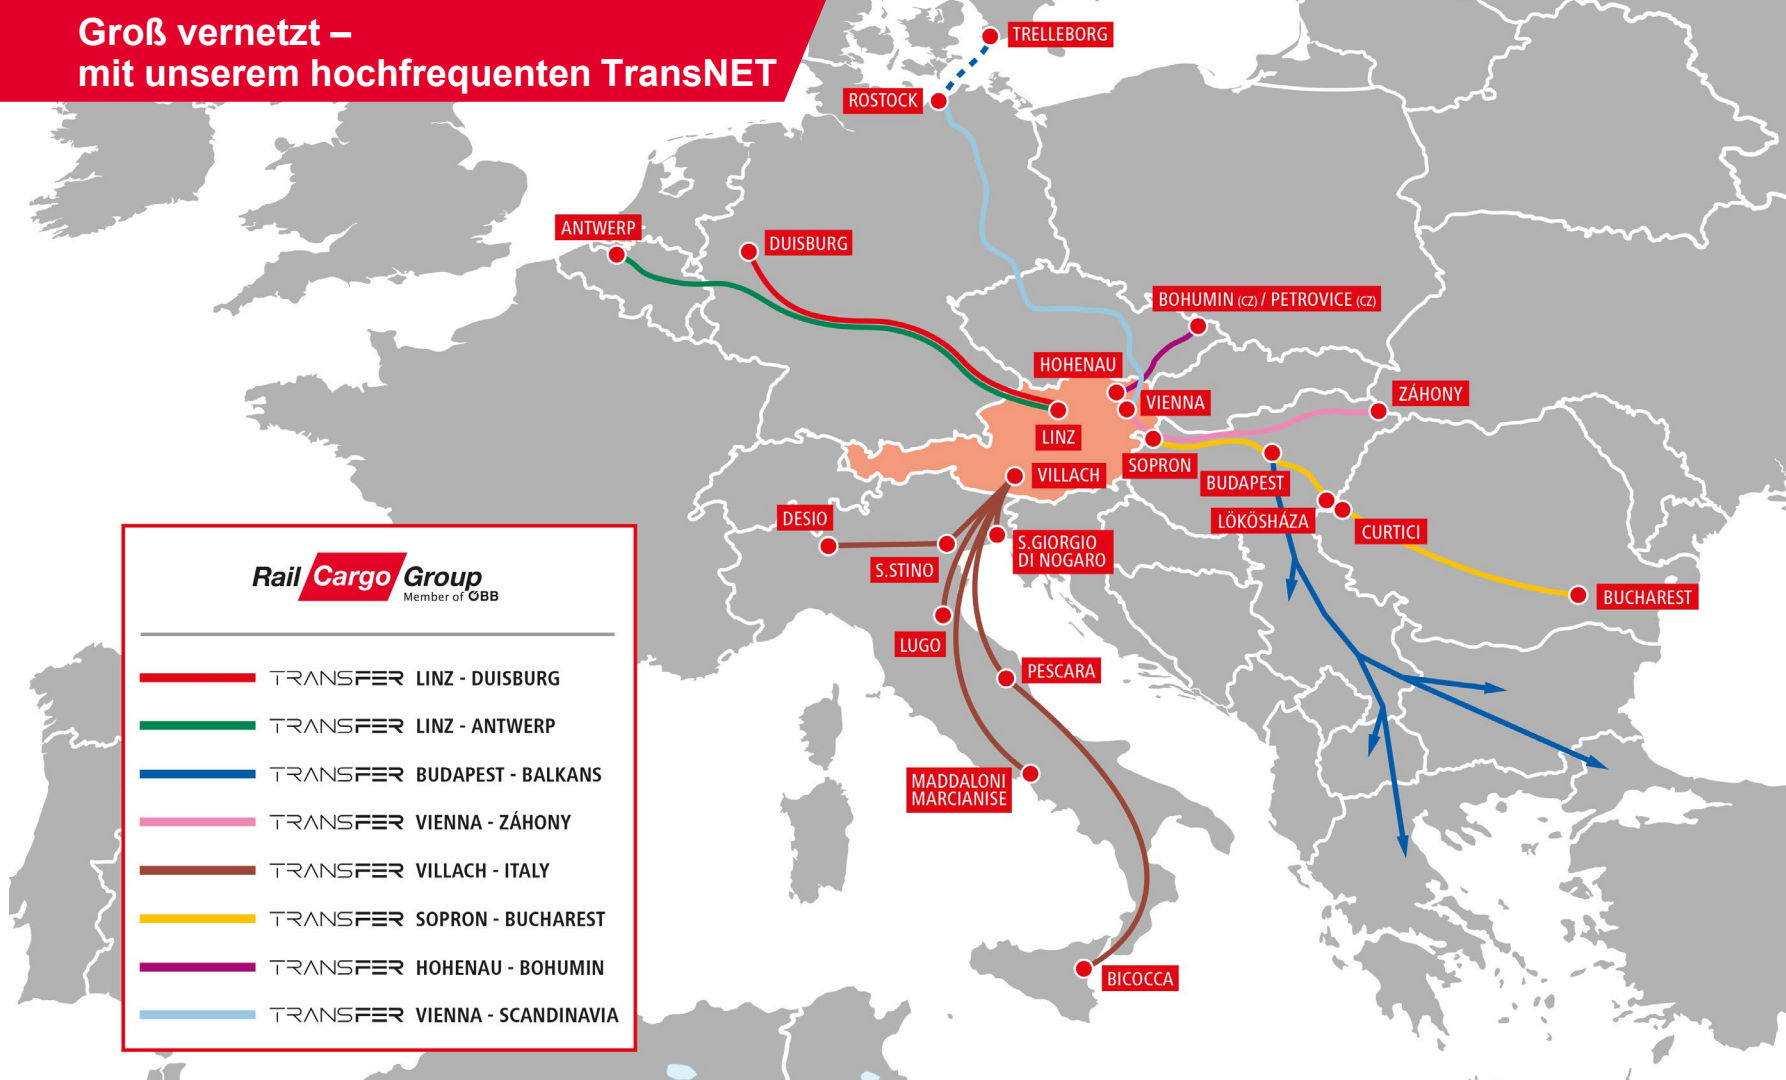 Groß vernetzt –
mit unserem hochfrequenten TransNET
TRELLEBORG
ROSTOCK
ANTWERP
DUISBURG
BOHUMIN (CZ) / PETROVICE (CZ)
HOHENAU
VIENNA
ZÁHONY
LINZ
SOPRON
VILLACH
BUDAPEST
DESIO
LÖKÖSHÁZA
CURTICI
S.STINO
S.GIORGIO
DI NOGARO
BUCHAREST
LUGO
PESCARA
MADDALONI
MARCIANISE
BICOCCA
Rail Cargo Group
Member of ÖBB
TRANSFER LINZ - DUISBURG
TRANSFER LINZ - ANTWERP
TRANSFER BUDAPEST - BALKANS
TRANSFER VIENNA - ZÁHONY
TRANSFER VILLACH - ITALY
TRANSFER SOPRON - BUCHAREST
TRANSFER HOHENAU - BOHUMIN
TRANSFER VIENNA - SCANDINAVIA